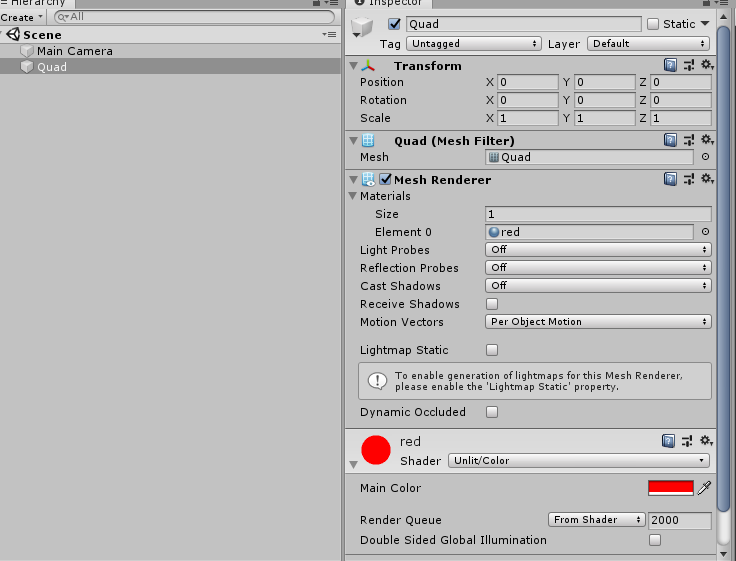 Hierarchy
Create
All
Scene
Main Camera
Quad
Inspector
Quad
Static
Tag Untagged Layer Default
Transform
Position X 0 Y 0 Z 0
Rotation X 0 Y 0 Z 0
Scale X 1 Y 1 Z 1
Quad (Mesh Filter)
Mesh Quad
Mesh Renderer
Materials
Size 1
Element 0 red
Light Probes Off
Reflection Probes Off
Cast Shadows Off
Receive Shadows
Motion Vectors Per Object Motion
Lightmap Static
To enable generation of lightmaps for this Mesh Renderer,
please enable the 'Lightmap Static' property.
Dynamic Occluded
red
Shader Unlit/Color
Main Color
Render Queue From Shader 2000
Double Sided Global Illumination